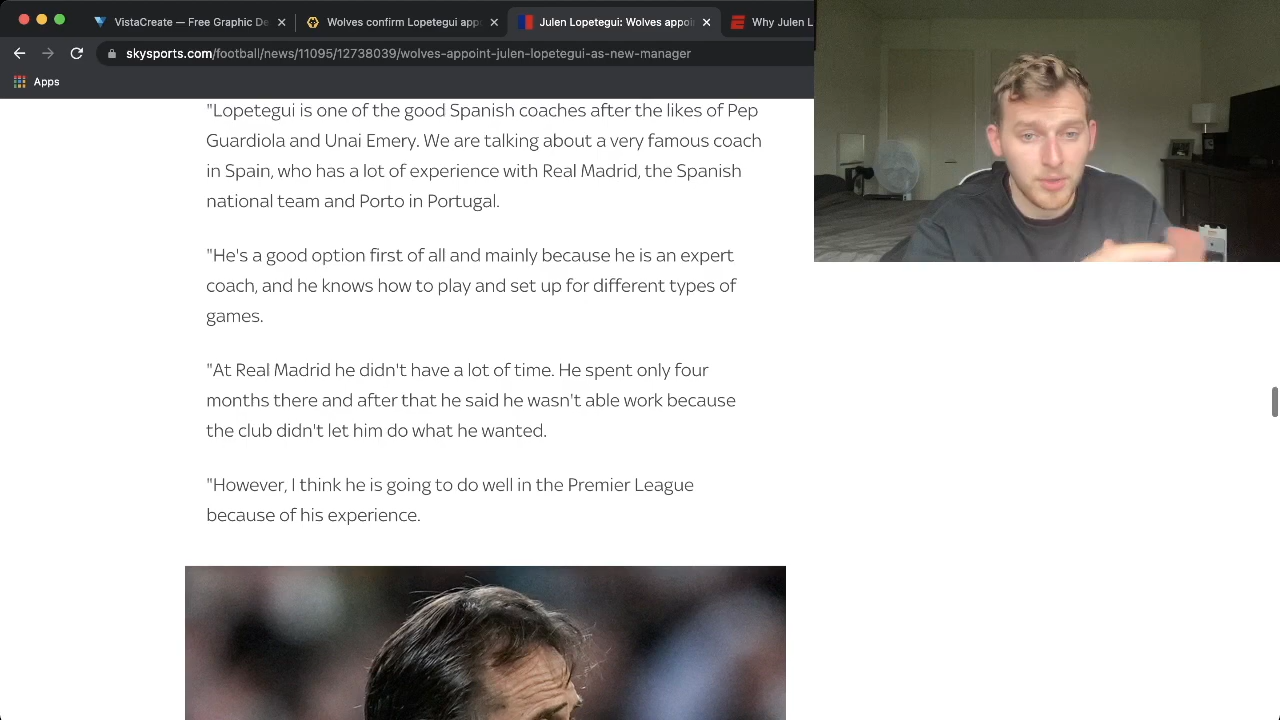 VistaCreate — Free Graphic De
Wolves confirm Lopetegui app
Julen Lopetegui: Wolves appoi
Why Julen L
skysports.com/football/news/11095/12738039/wolves-appoint-julen-lopetegui-as-new-manager
Apps
"Lopetegui is one of the good Spanish coaches after the likes of Pep
Guardiola and Unai Emery. We are talking about a very famous coach
in Spain, who has a lot of experience with Real Madrid, the Spanish
national team and Porto in Portugal.
"He's a good option first of all and mainly because he is an expert
coach, and he knows how to play and set up for different types of
games.
"At Real Madrid he didn't have a lot of time. He spent only four
months there and after that he said he wasn't able work because
the club didn't let him do what he wanted.
"However, I think he is going to do well in the Premier League
because of his experience.